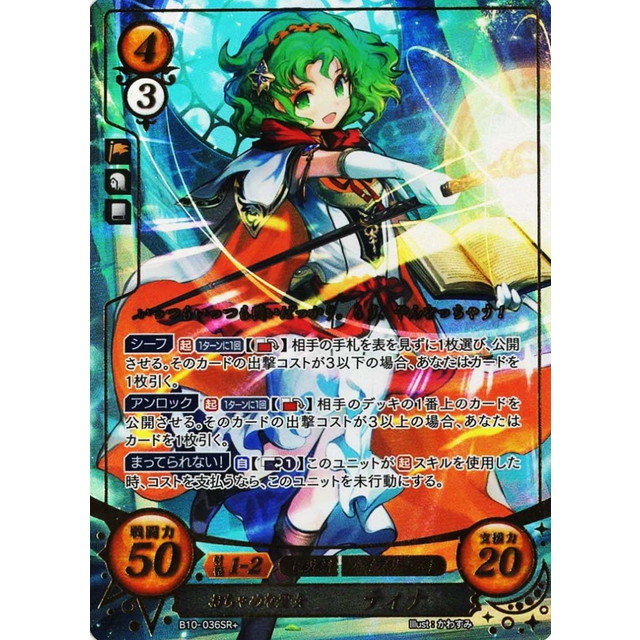 4
3
シーフ 起 1ターンに1回 【 】相手の手札を表を見ずに1枚選び、公開
させる。そのカードの出撃コストが3以下の場合、あなたはカードを
1枚引く。
アンロック 起 1ターンに1回 【 】相手のデッキの1番上のカードを
公開させる。そのカードの出撃コストが3以上の場合、あなたは
カードを1枚引く。
まってられない! 自 【 1】このユニットが 起 スキルを使用した
時、コストを支払うなら、このユニットを未行動にする。
戦闘力
50
射程 1-2
支援力
20
ティナ
B10-036SR+
Illust:かわすみ